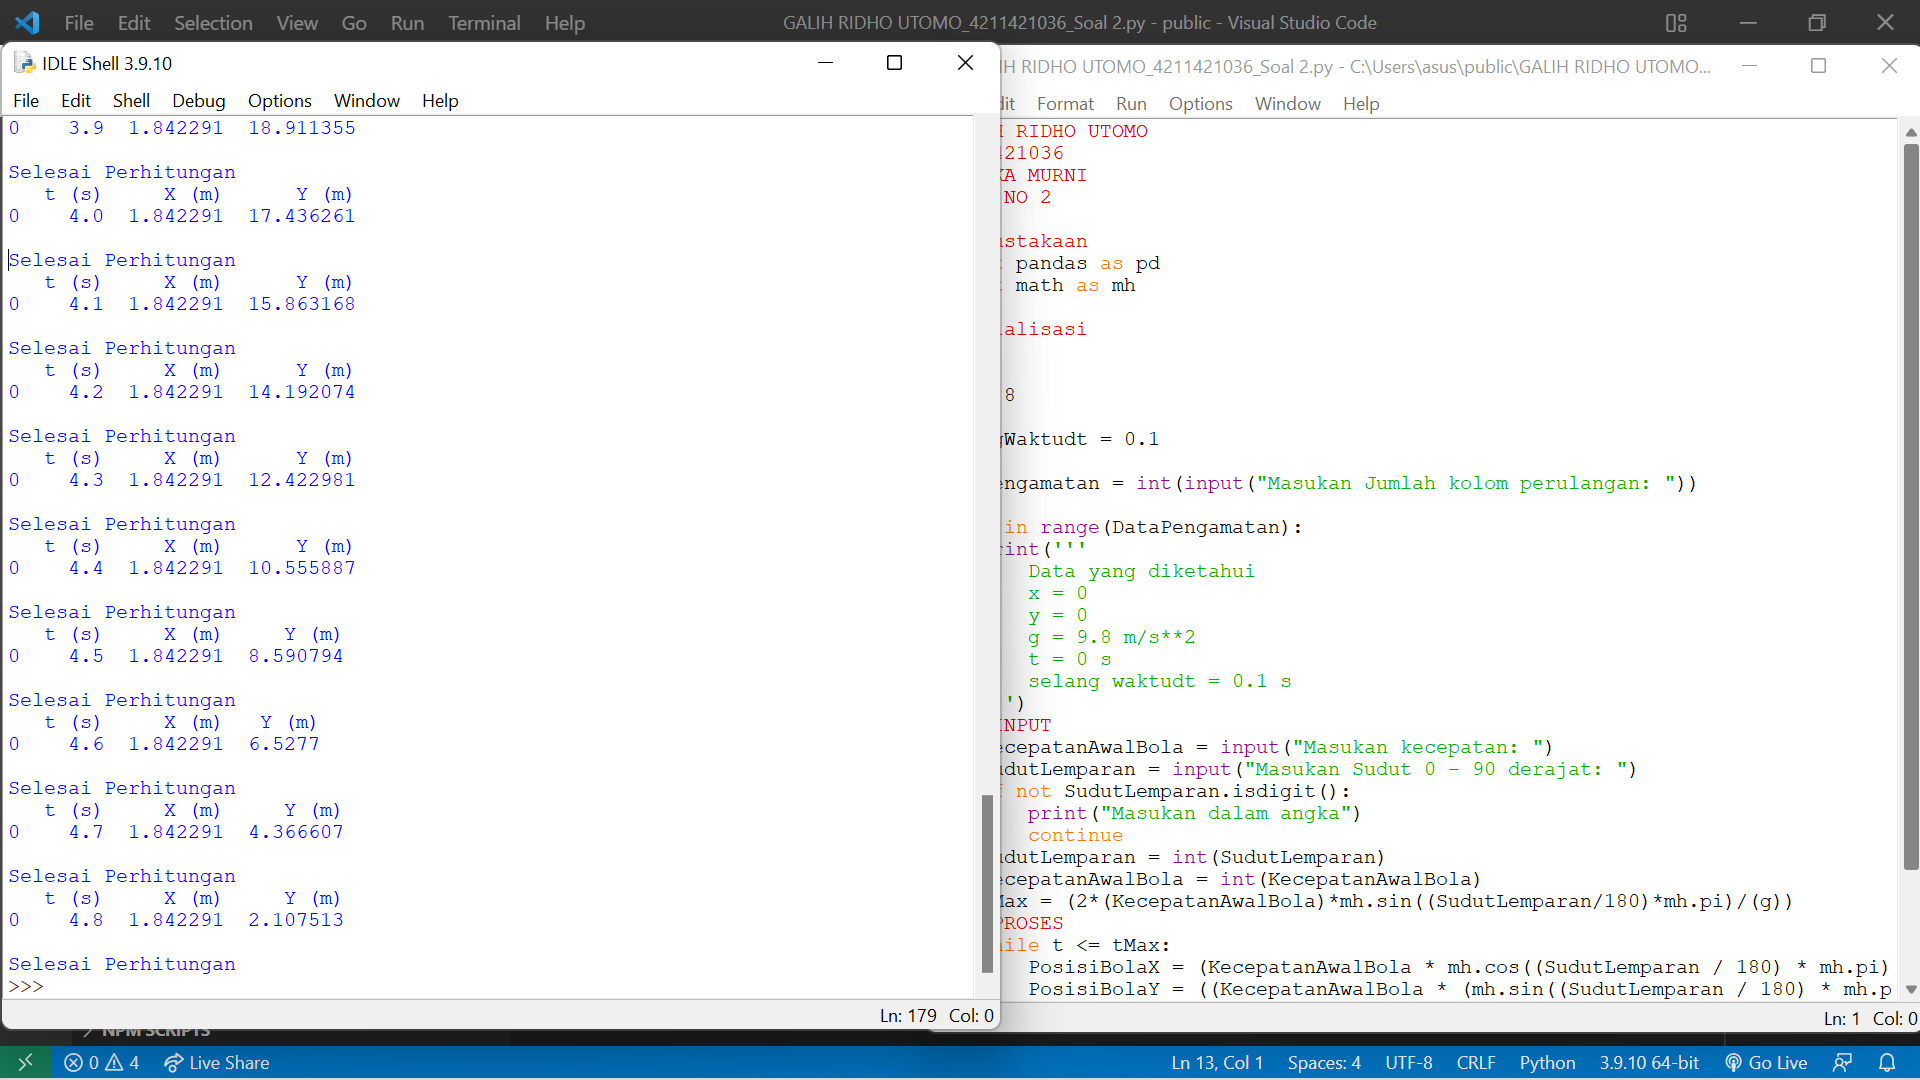 File Edit Selection View Go Run Terminal Help
GALIH RIDHO UTOMO_4211421036_Soal 2.py - public - Visual Studio Code
IDLE Shell 3.9.10
File Edit Shell Debug Options Window Help
0 3.9 1.842291 18.911355
Selesai Perhitungan
t (s) X (m) Y (m)
0 4.0 1.842291 17.436261
Selesai Perhitungan
t (s) X (m) Y (m)
0 4.1 1.842291 15.863168
Selesai Perhitungan
t (s) X (m) Y (m)
0 4.2 1.842291 14.192074
Selesai Perhitungan
t (s) X (m) Y (m)
0 4.3 1.842291 12.422981
Selesai Perhitungan
t (s) X (m) Y (m)
0 4.4 1.842291 10.555887
Selesai Perhitungan
t (s) X (m) Y (m)
0 4.5 1.842291 8.590794
Selesai Perhitungan
t (s) X (m) Y (m)
0 4.6 1.842291 6.5277
Selesai Perhitungan
t (s) X (m) Y (m)
0 4.7 1.842291 4.366607
Selesai Perhitungan
t (s) X (m) Y (m)
0 4.8 1.842291 2.107513
Selesai Perhitungan
>>>
Ln: 179 Col: 0
IH RIDHO UTOMO_4211421036_Soal 2.py - C:\Users\asus\public\GALIH RIDHO UTOMO...
dit Format Run Options Window Help
RIDHO UTOMO
21036
KA MURNI
NO 2
ustakaan
pandas as pd
math as mh
alisasi
8
gWaktudt = 0.1
engamatan = int(input("Masukan Jumlah kolom perulangan: "))
in range(DataPengamatan):
rint('''
Data yang diketahui
x = 0
y = 0
g = 9.8 m/s**2
t = 0 s
selang waktudt = 0.1 s
')
INPUT
ecepatanAwalBola = input("Masukan kecepatan: ")
udutLemparan = input("Masukan Sudut 0 - 90 derajat: ")
not SudutLemparan.isdigit():
print("Masukan dalam angka")
continue
udutLemparan = int(SudutLemparan)
ecepatanAwalBola = int(KecepatanAwalBola)
Max = (2*(KecepatanAwalBola)*mh.sin((SudutLemparan/180)*mh.pi)/(g))
PROSES
ile t <= tMax:
PosisiBolaX = (KecepatanAwalBola * mh.cos((SudutLemparan / 180) * mh.pi)
PosisiBolaY = ((KecepatanAwalBola * (mh.sin((SudutLemparan / 180) * mh.p
Ln: 1 Col: 0
NPM SCRIPTS
0 4 Live Share
Ln 13, Col 1 Spaces: 4 UTF-8 CRLF Python 3.9.10 64-bit Go Live